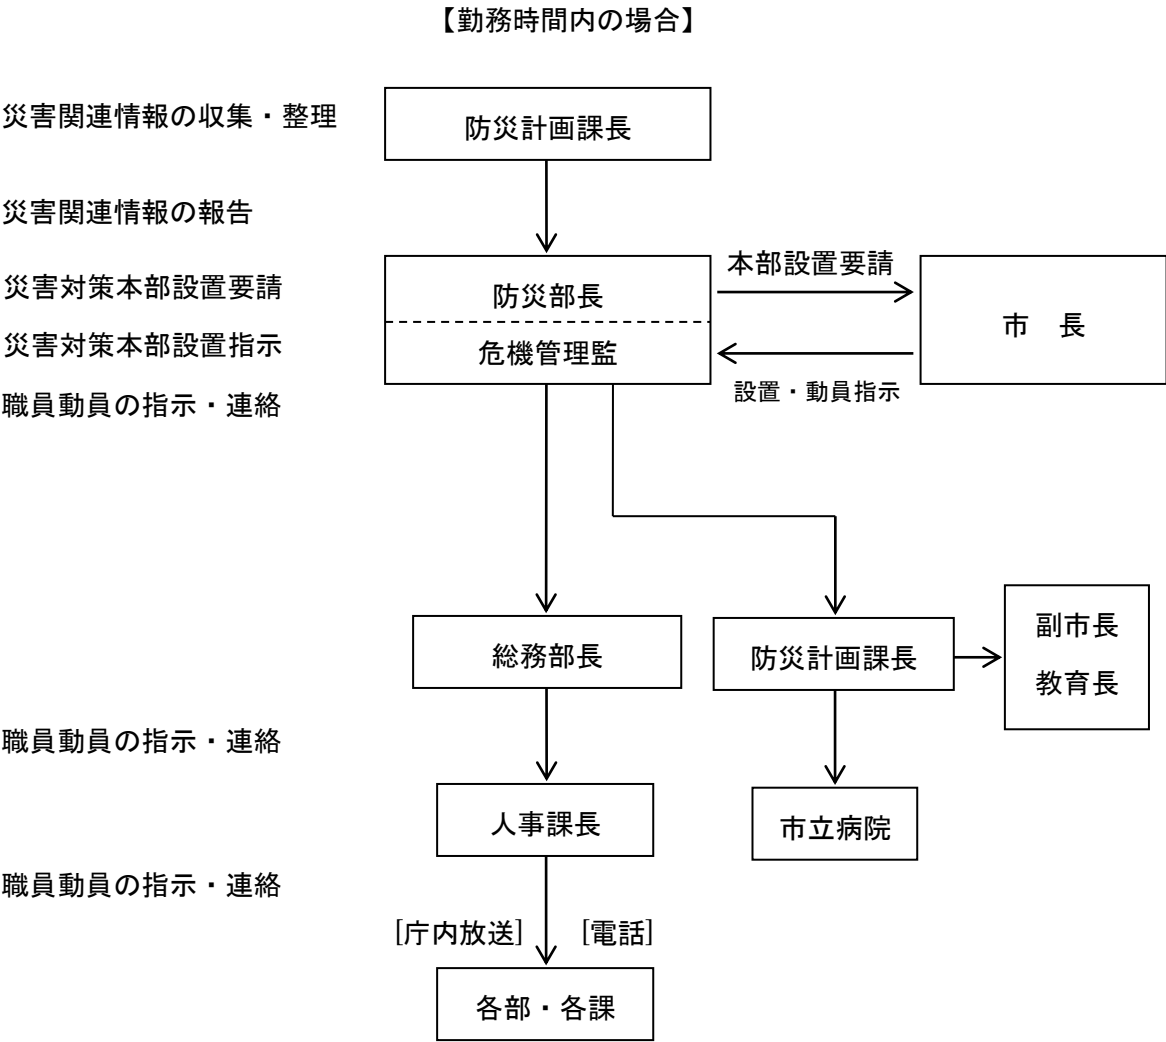 【勤務時間内の場合】
災害関連情報の収集・整理
防災計画課長
災害関連情報の報告
災害対策本部設置要請
防災部長
本部設置要請
市　長
災害対策本部設置指示
危機管理監
設置・動員指示
職員動員の指示・連絡
総務部長
防災計画課長
副市長
教育長
職員動員の指示・連絡
人事課長
市立病院
職員動員の指示・連絡
[庁内放送]　[電話]
各部・各課